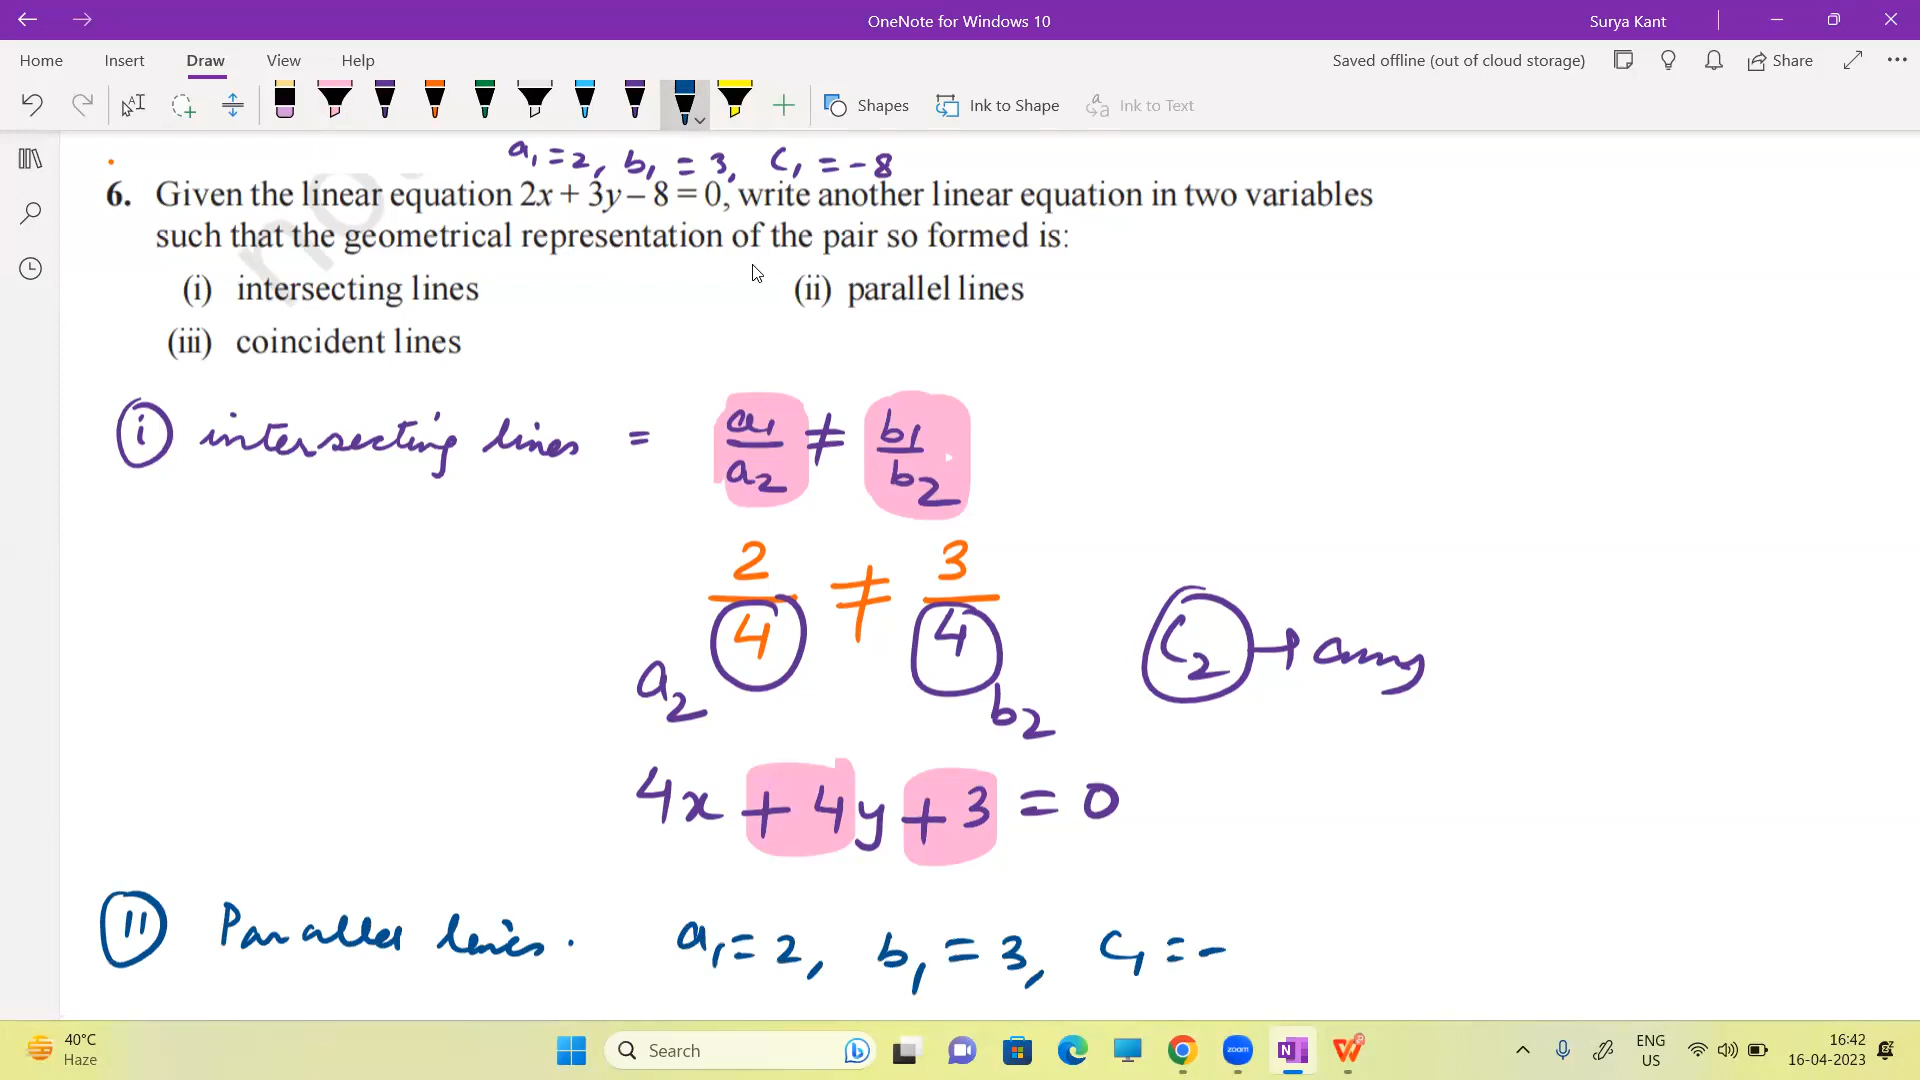 OneNote for Windows 10
Surya Kant
Home Insert Draw View Help
Saved offline (out of cloud storage)
Share
Shapes
Ink to Shape
Ink to Text
a₁ = 2, b₁ = 3, C₁ = -8
6. Given the linear equation 2x + 3y – 8 = 0, write another linear equation in two variables
such that the geometrical representation of the pair so formed is:
(i) intersecting lines (ii) parallel lines
(iii) coincident lines
i intersecting lines = a₁/a₂ ≠ b₁/b₂
2/4 ≠ 3/4
a₂ b₂
C₂ → any
4x + 4y + 3 = 0
II Parallel lines. a₁ = 2, b₁ = 3, C₁ = -
40°C
Haze
Search
zoom
ENG
US
16:42
16-04-2023